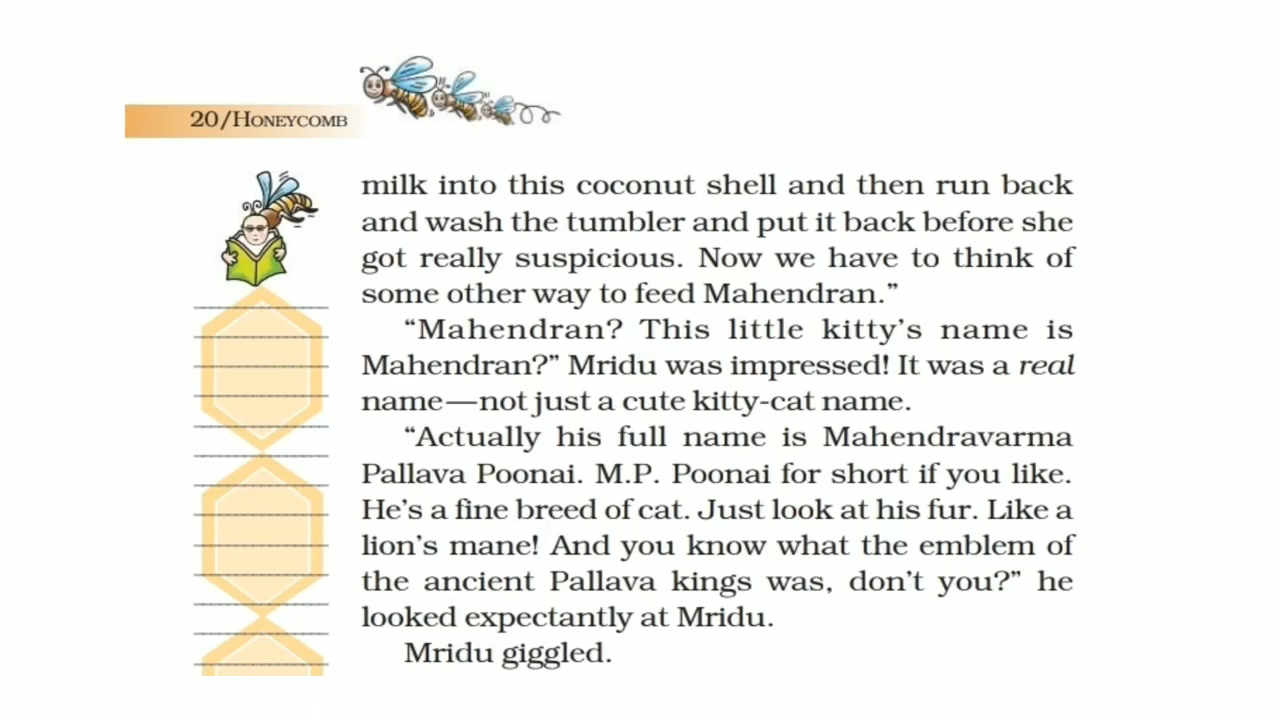 20/HONEYCOMB
milk into this coconut shell and then run back
and wash the tumbler and put it back before she
got really suspicious. Now we have to think of
some other way to feed Mahendran.”
“Mahendran? This little kitty’s name is
Mahendran?” Mridu was impressed! It was a real
name—not just a cute kitty-cat name.
“Actually his full name is Mahendravarma
Pallava Poonai. M.P. Poonai for short if you like.
He’s a fine breed of cat. Just look at his fur. Like a
lion’s mane! And you know what the emblem of
the ancient Pallava kings was, don’t you?” he
looked expectantly at Mridu.
Mridu giggled.